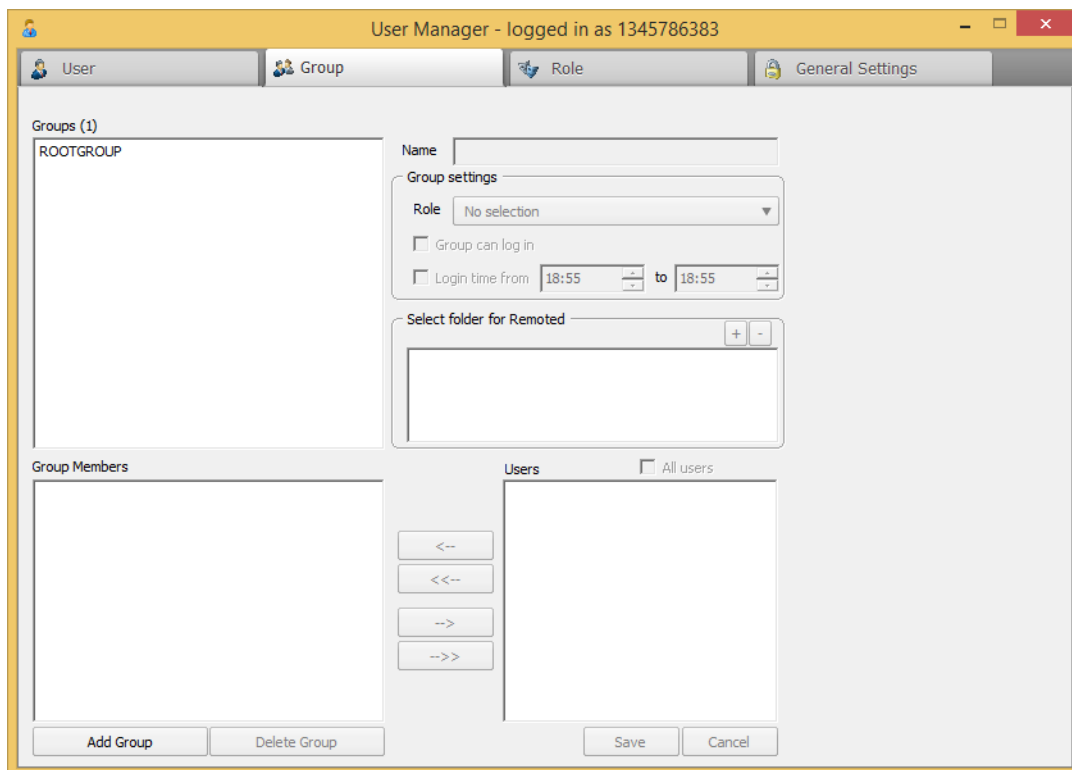 User Manager - logged in as 1345786383
User
Group
Role
General Settings
Groups (1)
ROOTGROUP
Name
Group settings
Role No selection
Group can log in
Login time from 18:55 to 18:55
Select folder for Remoted
+ -
Group Members
Users
All users
<--
<<--
-->
-->>
Add Group
Delete Group
Save
Cancel